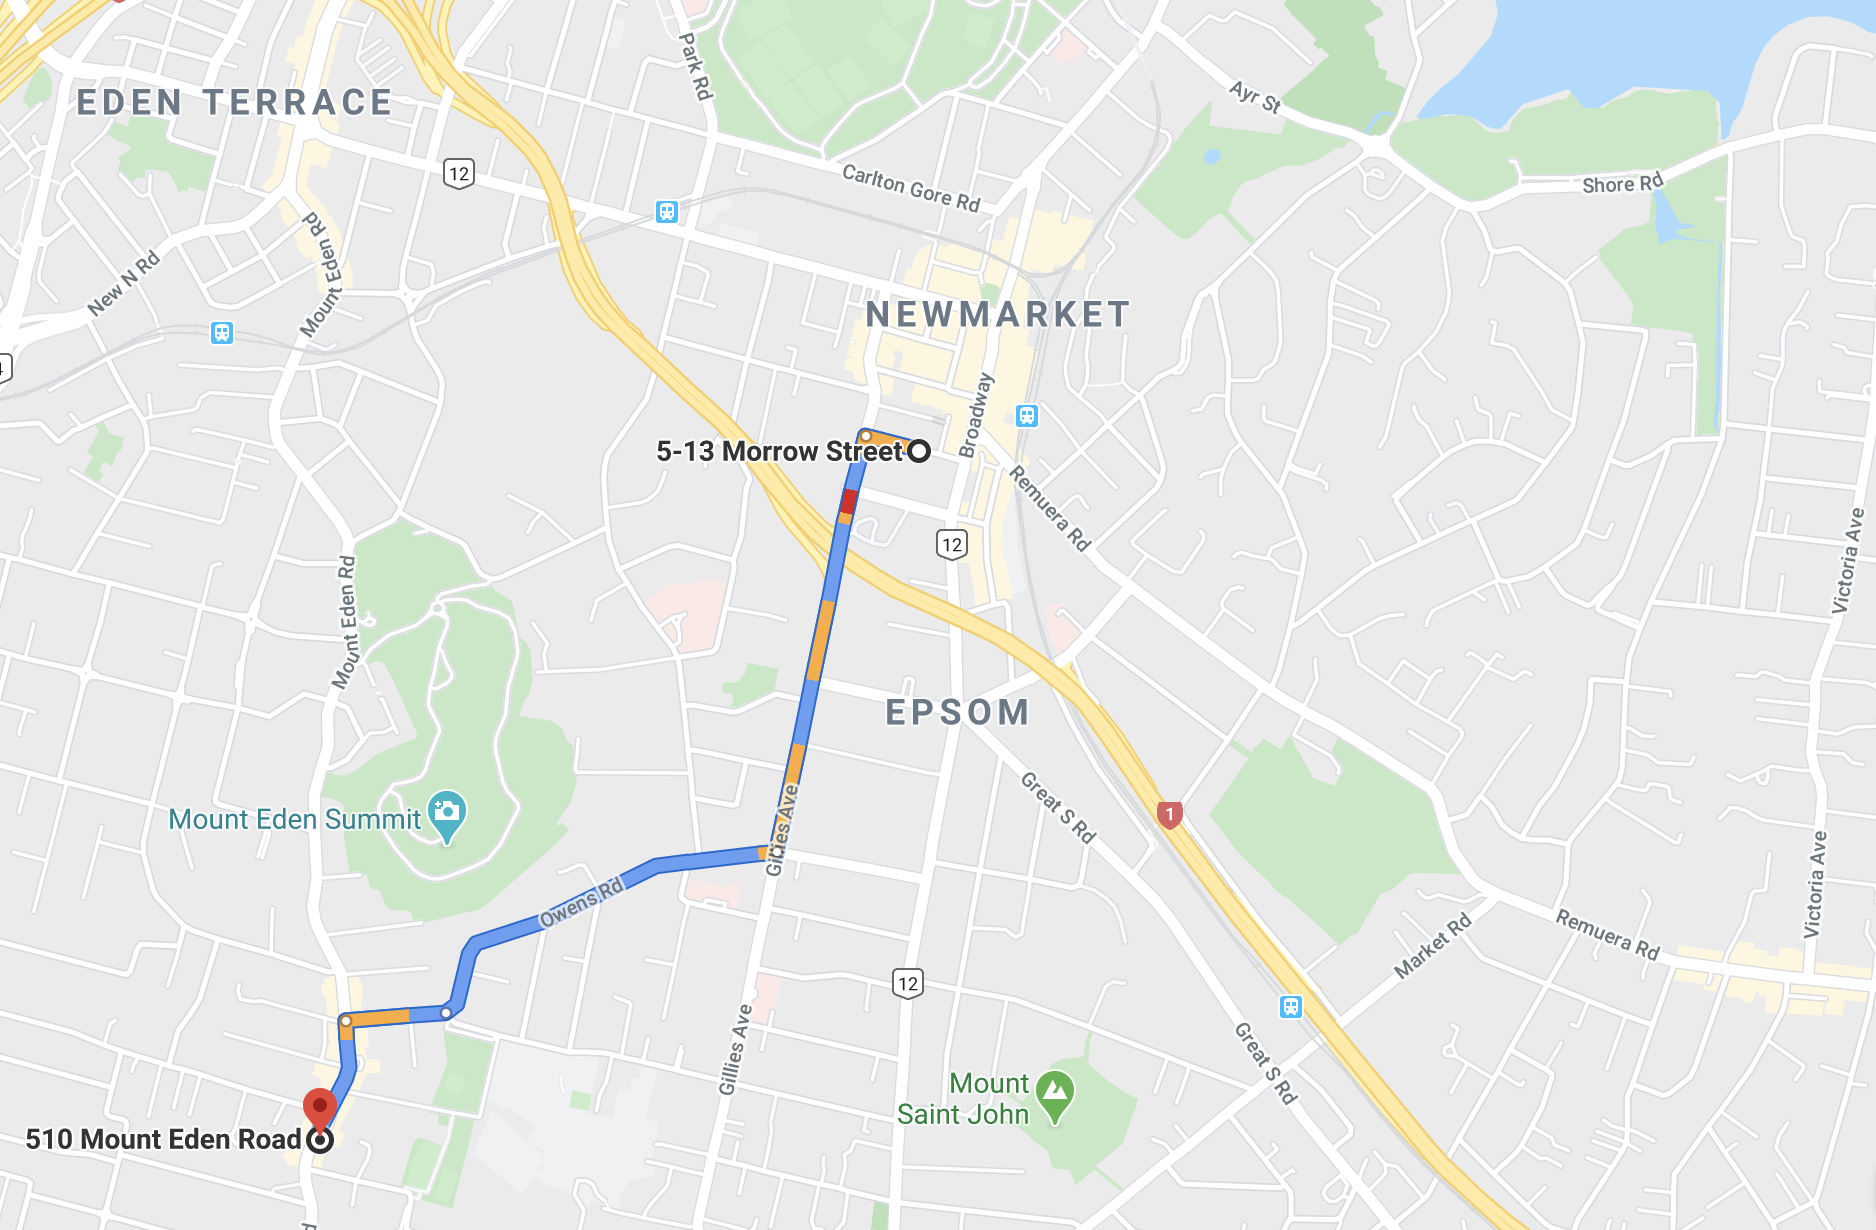 Park Rd
Ayr St
EDEN TERRACE
12
Carlton Gore Rd
Shore Rd
Mount Eden Rd
New N Rd
NEWMARKET
Broadway
5-13 Morrow Street
Remuera Rd
12
Victoria Ave
Mount Eden Rd
EPSOM
Great S Rd
1
Mount Eden Summit
Gillies Ave
Owens Rd
Victoria Ave
Market Rd
Remuera Rd
12
Gillies Ave
Great S Rd
Mount
Saint John
510 Mount Eden Road